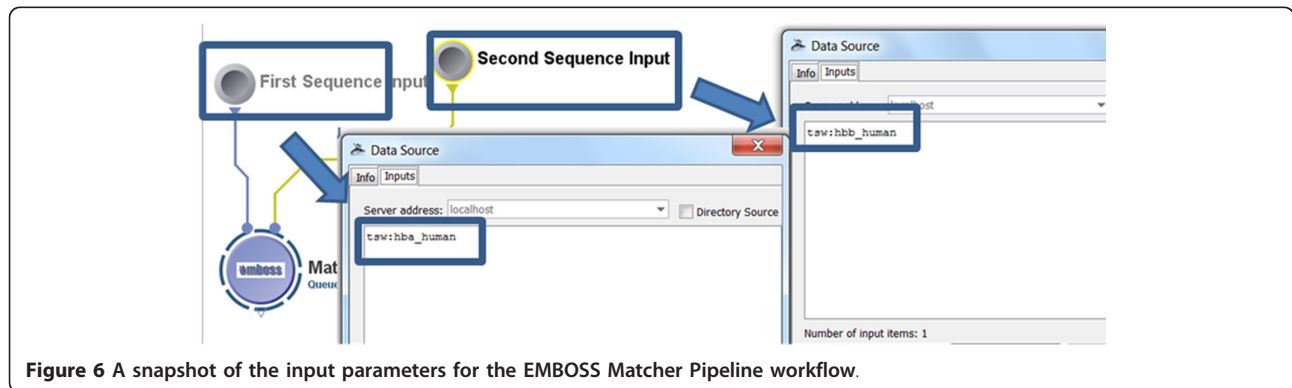 First Sequence Input
Second Sequence Input
Data Source
Info Inputs
localhost
tsw:hbb_human
Number of input items: 1
Data Source
X
Info Inputs
Server address: localhost
Directory Source
tsw:hba_human
emboss
Mat
Queue
Figure 6 A snapshot of the input parameters for the EMBOSS Matcher Pipeline workflow.